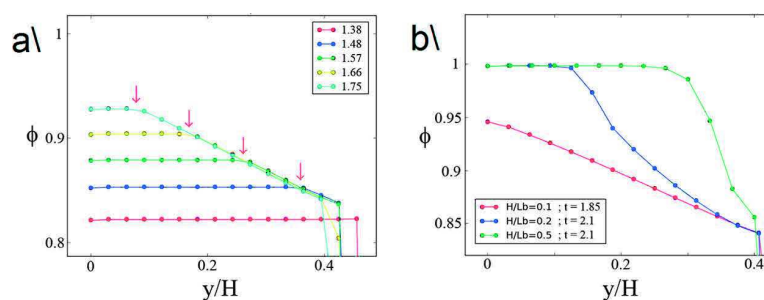 a\
1
0.9
0.8
ϕ
1.38
1.48
1.57
1.66
1.75
0
0.2
0.4
y/H
b\
1
0.95
0.9
0.85
ϕ
H/Lb=0.1 ; t = 1.85
H/Lb=0.2 ; t = 2.1
H/Lb=0.5 ; t = 2.1
0
0.2
0.4
y/H